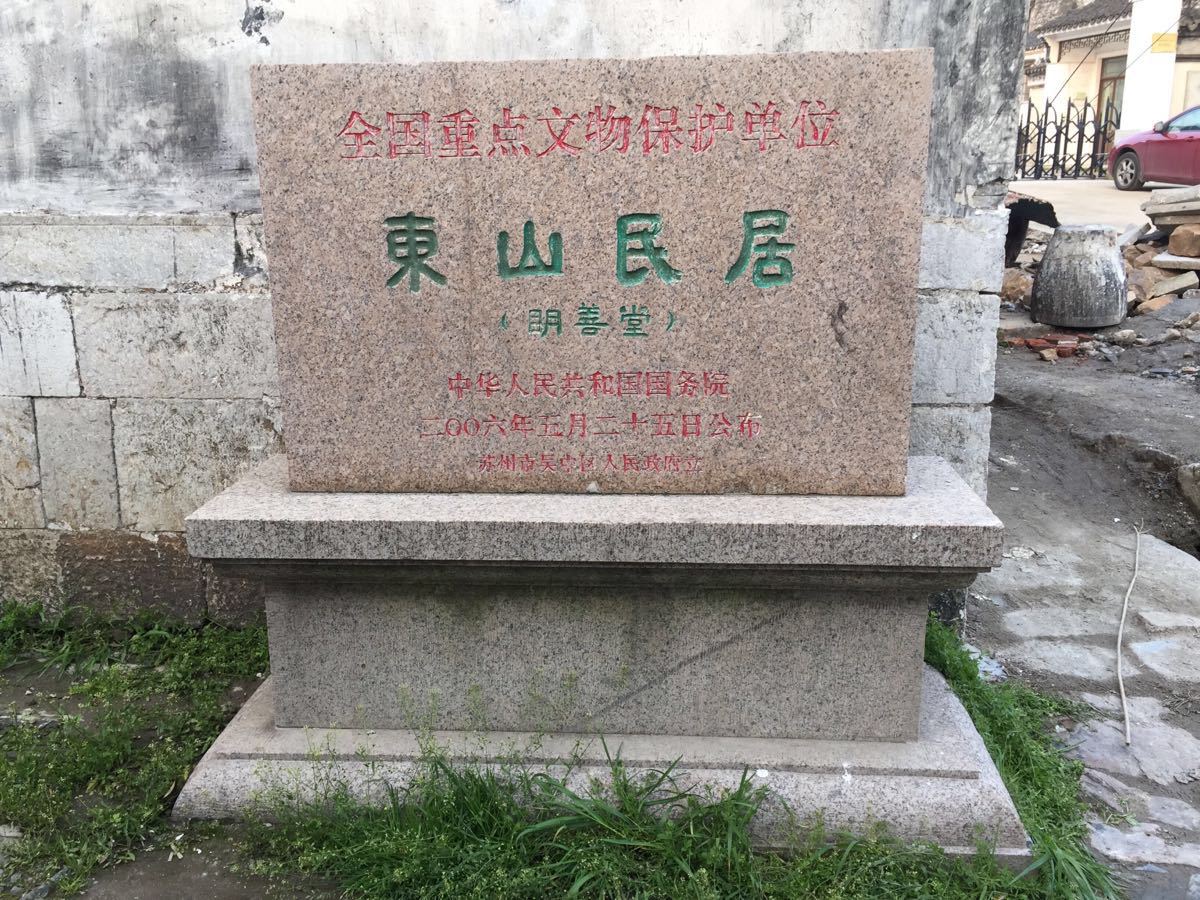 全国重点文物保护单位
東山民居
（明善堂）
中华人民共和国国务院
二〇〇六年五月二十五日公布
苏州市吴中区人民政府立